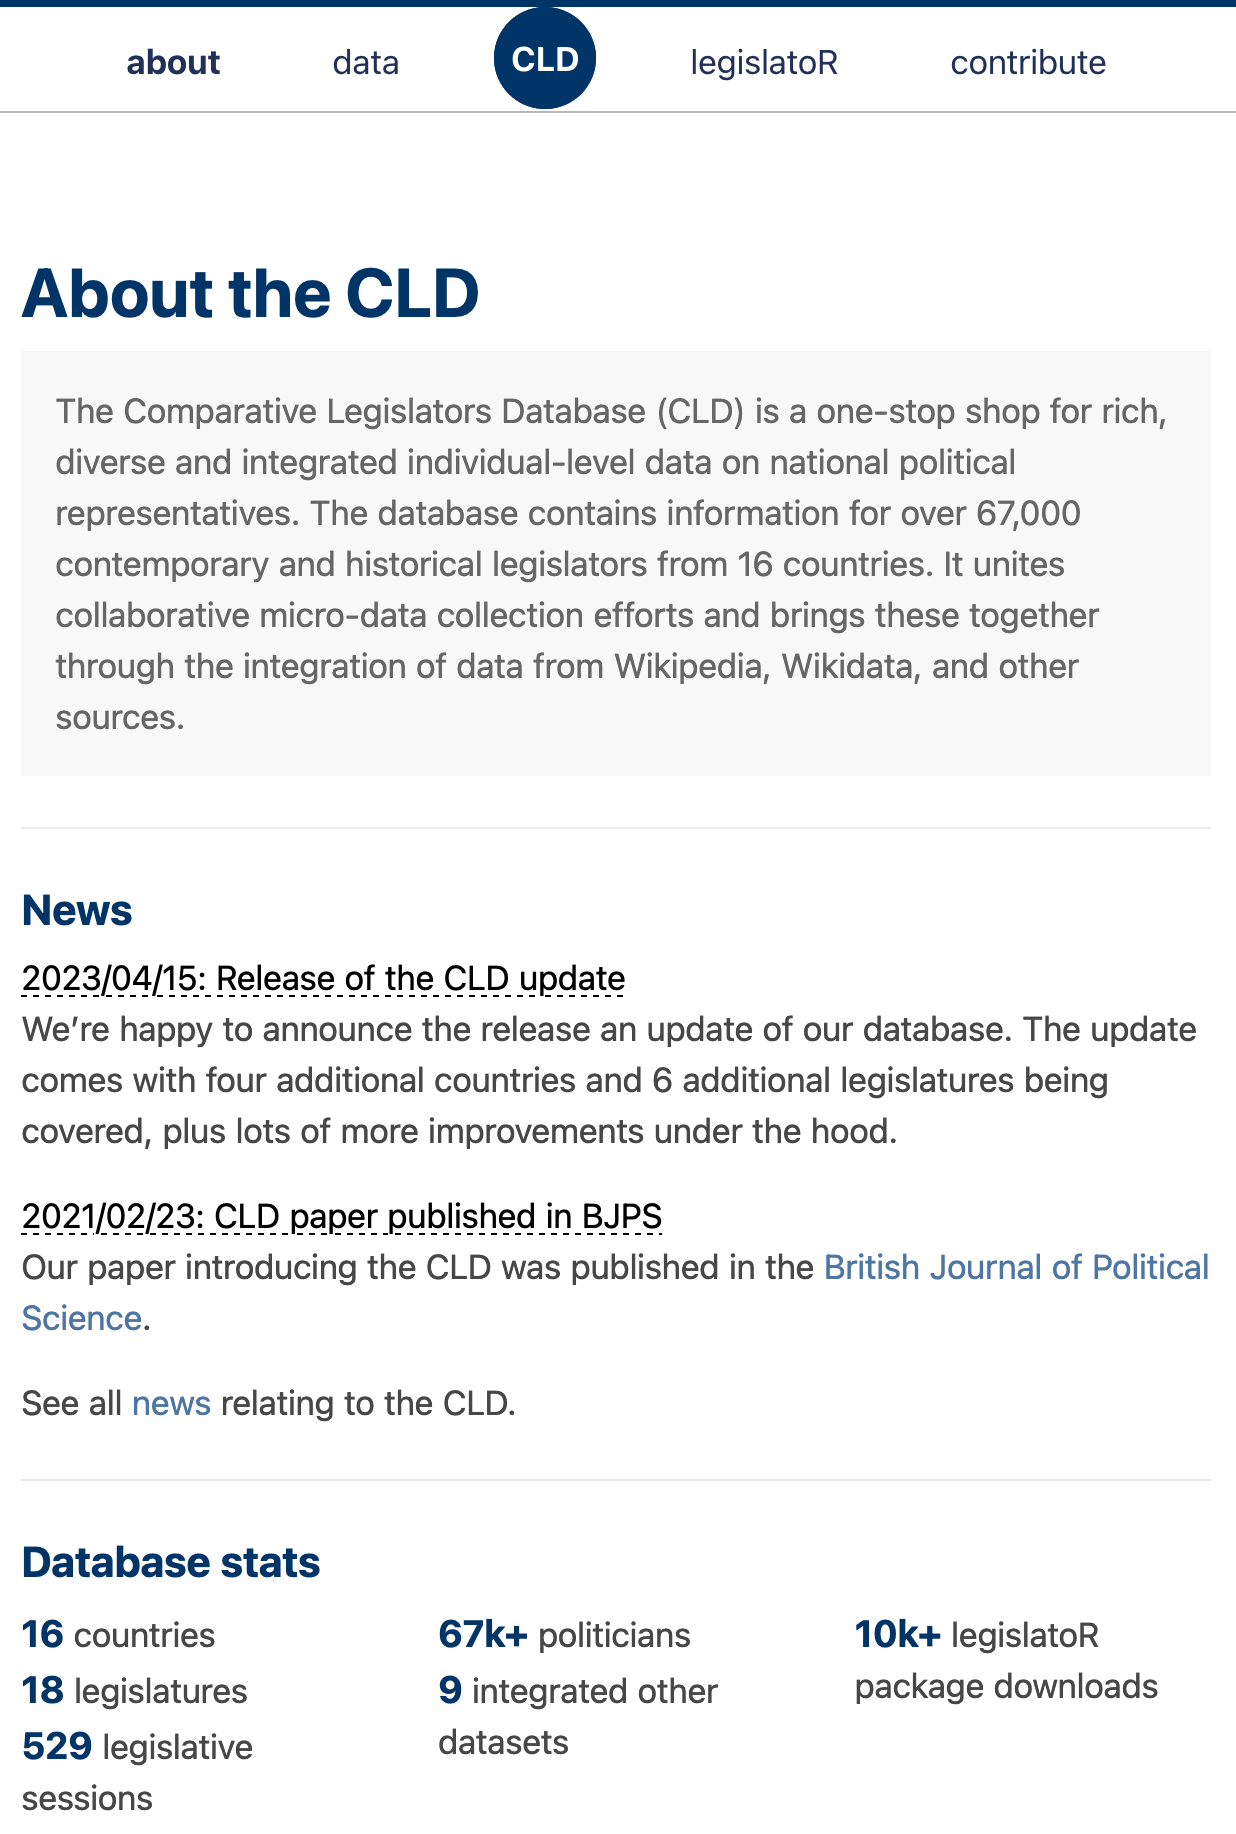 about
data
CLD
legislatoR
contribute
About the CLD
The Comparative Legislators Database (CLD) is a one-stop shop for rich,
diverse and integrated individual-level data on national political
representatives. The database contains information for over 67,000
contemporary and historical legislators from 16 countries. It unites
collaborative micro-data collection efforts and brings these together
through the integration of data from Wikipedia, Wikidata, and other
sources.
News
2023/04/15: Release of the CLD update
We’re happy to announce the release an update of our database. The update
comes with four additional countries and 6 additional legislatures being
covered, plus lots of more improvements under the hood.
2021/02/23: CLD paper published in BJPS
Our paper introducing the CLD was published in the British Journal of Political
Science.
See all news relating to the CLD.
Database stats
16 countries
18 legislatures
529 legislative
sessions
67k+ politicians
9 integrated other
datasets
10k+ legislatoR
package downloads